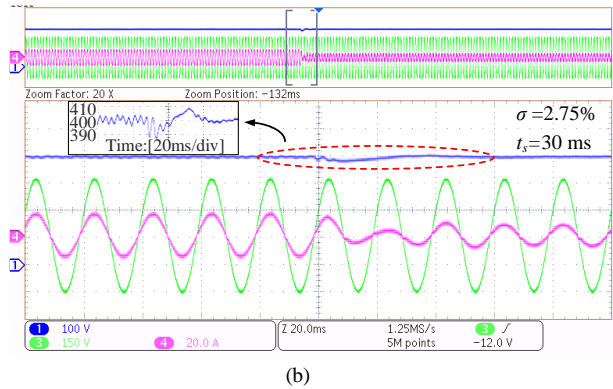 4
1
Zoom Factor: 20 X Zoom Position: −132ms
410
400
390
Time:[20ms/div]
σ =2.75%
ts=30 ms
4
1
1 100 V
3 150 V 4 20.0 A
Z 20.0ms 1.25MS/s 3
5M points −12.0 V
(b)